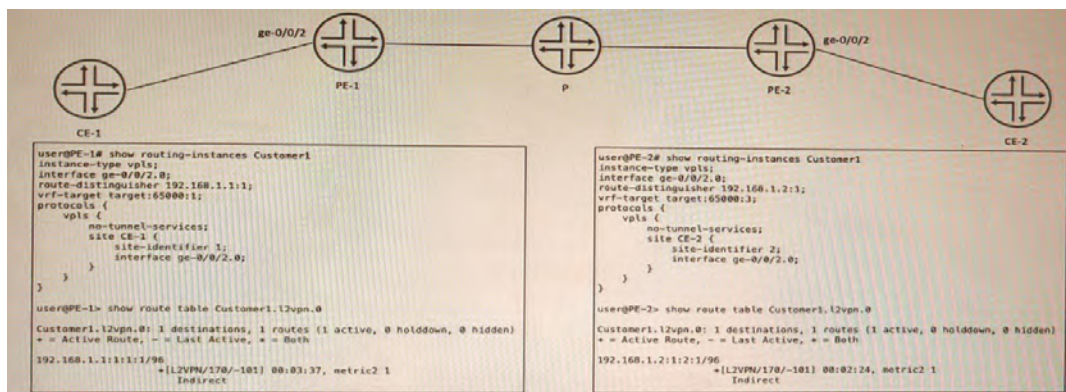 ge-0/0/2
ge-0/0/2
PE-1
P
PE-2
CE-1
CE-2
user@PE-1# show routing-instances Customer1
instance-type vpls;
interface ge-0/0/2.0;
route-distinguisher 192.168.1.1:1;
vrf-target target:65000:1;
protocols {
vpls {
no-tunnel-services;
site CE-1 {
site-identifier 1;
interface ge-0/0/2.0;
}
}
}
user@PE-1> show route table Customer1.l2vpn.0
Customer1.l2vpn.0: 1 destinations, 1 routes (1 active, 0 holddown, 0 hidden)
+ = Active Route, - = Last Active, * = Both
192.168.1.1:1:1:1/96
*[L2VPN/170/-101] 00:03:37, metric2 1
Indirect
user@PE-2# show routing-instances Customer1
instance-type vpls;
interface ge-0/0/2.0;
route-distinguisher 192.168.1.2:1;
vrf-target target:65000:3;
protocols {
vpls {
no-tunnel-services;
site CE-2 {
site-identifier 2;
interface ge-0/0/2.0;
}
}
}
user@PE-2> show route table Customer1.l2vpn.0
Customer1.l2vpn.0: 1 destinations, 1 routes (1 active, 0 holddown, 0 hidden)
+ = Active Route, - = Last Active, * = Both
192.168.1.2:1:2:1/96
*[L2VPN/170/-101] 00:02:24, metric2 1
Indirect